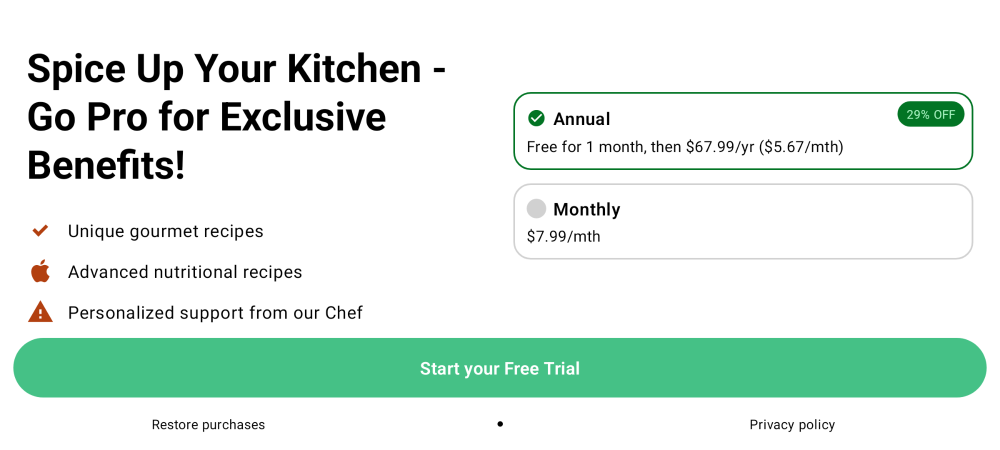 Spice Up Your Kitchen -
Go Pro for Exclusive
Benefits!
Unique gourmet recipes
Advanced nutritional recipes
Personalized support from our Chef
Annual
29% OFF
Free for 1 month, then $67.99/yr ($5.67/mth)
Monthly
$7.99/mth
Start your Free Trial
Restore purchases
Privacy policy